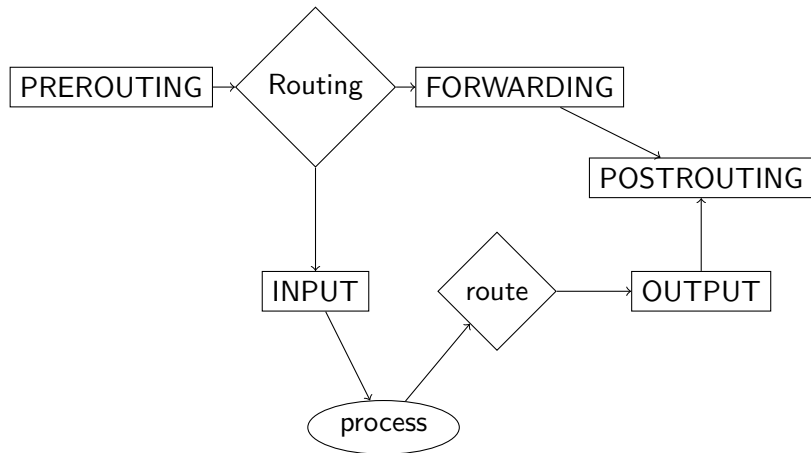 PREROUTING
Routing
FORWARDING
POSTROUTING
INPUT
route
OUTPUT
process